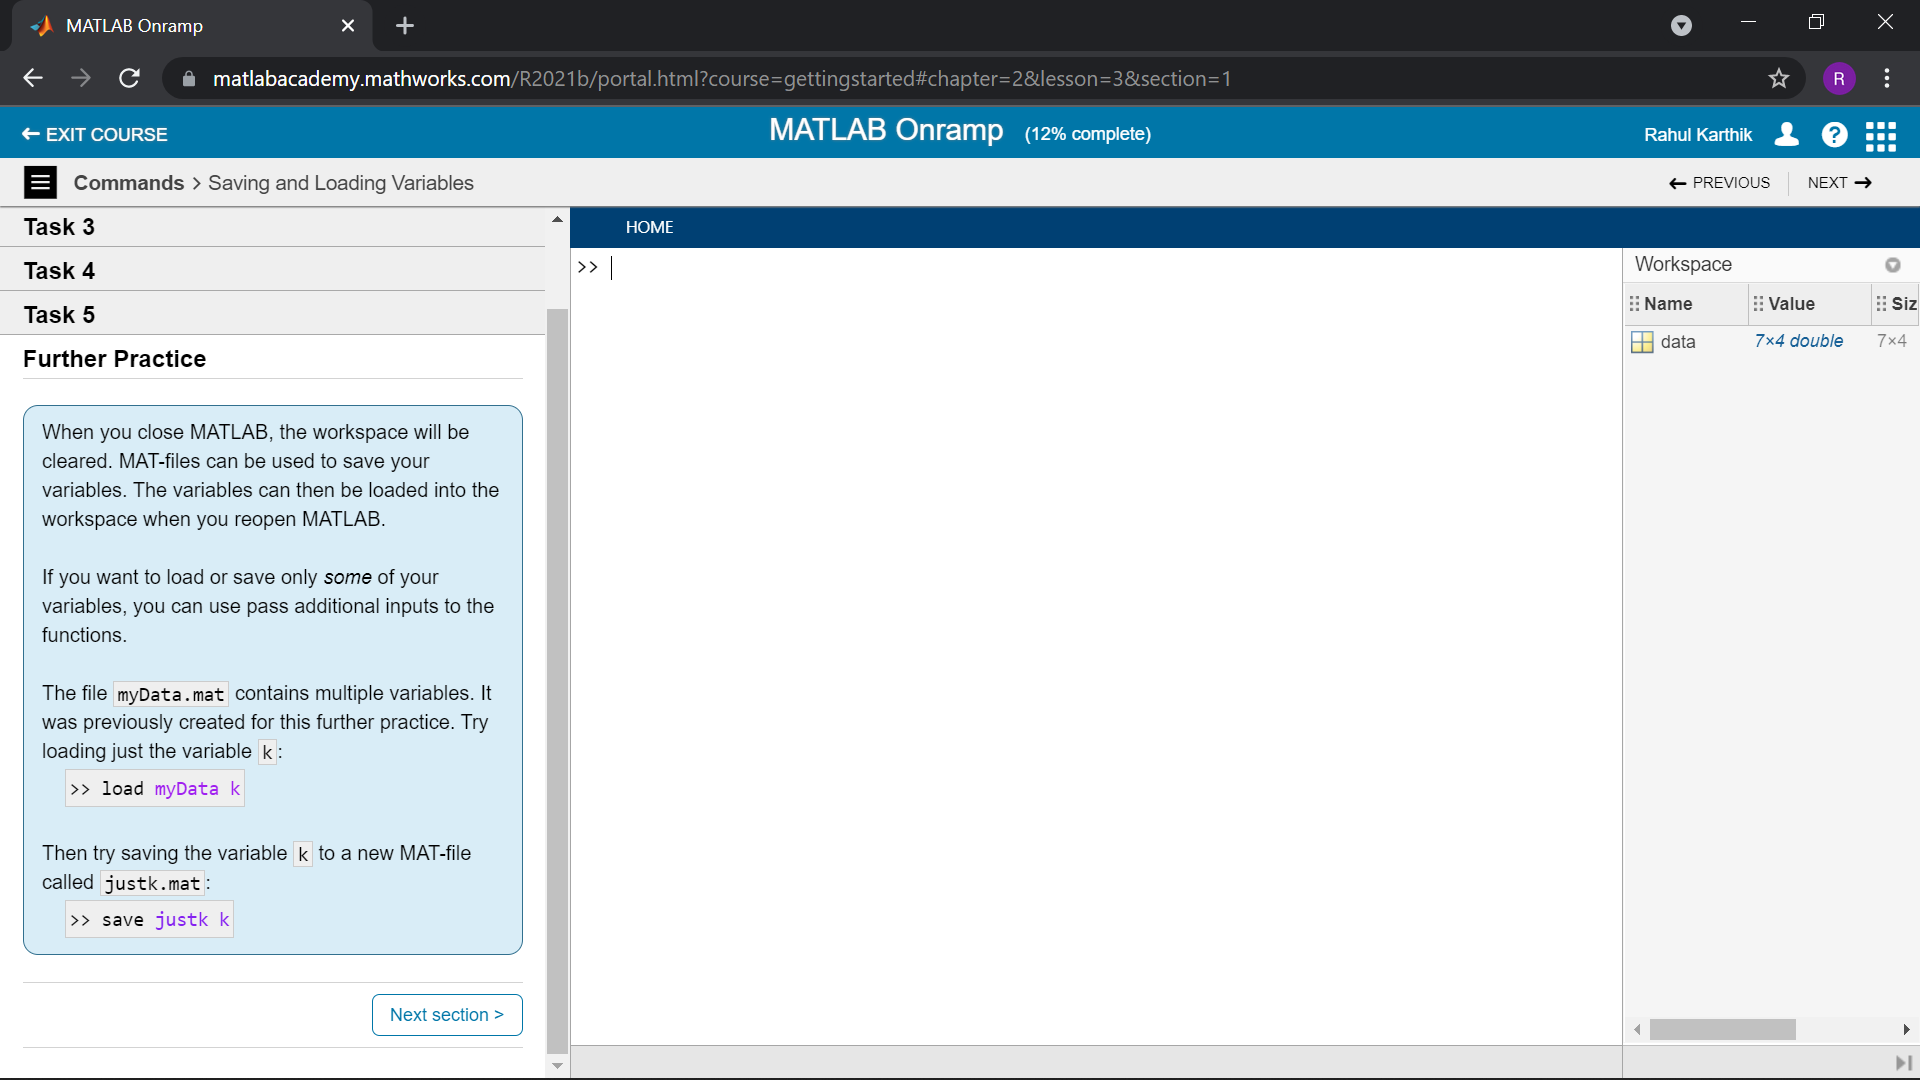 MATLAB Onramp
matlabacademy.mathworks.com/R2021b/portal.html?course=gettingstarted#chapter=2&lesson=3&section=1
R
EXIT COURSE
MATLAB Onramp (12% complete)
Rahul Karthik
?
Commands > Saving and Loading Variables
PREVIOUS
NEXT
Task 3
Task 4
Task 5
Further Practice
When you close MATLAB, the workspace will be
cleared. MAT-files can be used to save your
variables. The variables can then be loaded into the
workspace when you reopen MATLAB.
If you want to load or save only some of your
variables, you can use pass additional inputs to the
functions.
The file myData.mat contains multiple variables. It
was previously created for this further practice. Try
loading just the variable k:
>> load myData k
Then try saving the variable k to a new MAT-file
called justk.mat:
>> save justk k
Next section >
HOME
>>
Workspace
Name Value Siz
data 7×4 double 7×4